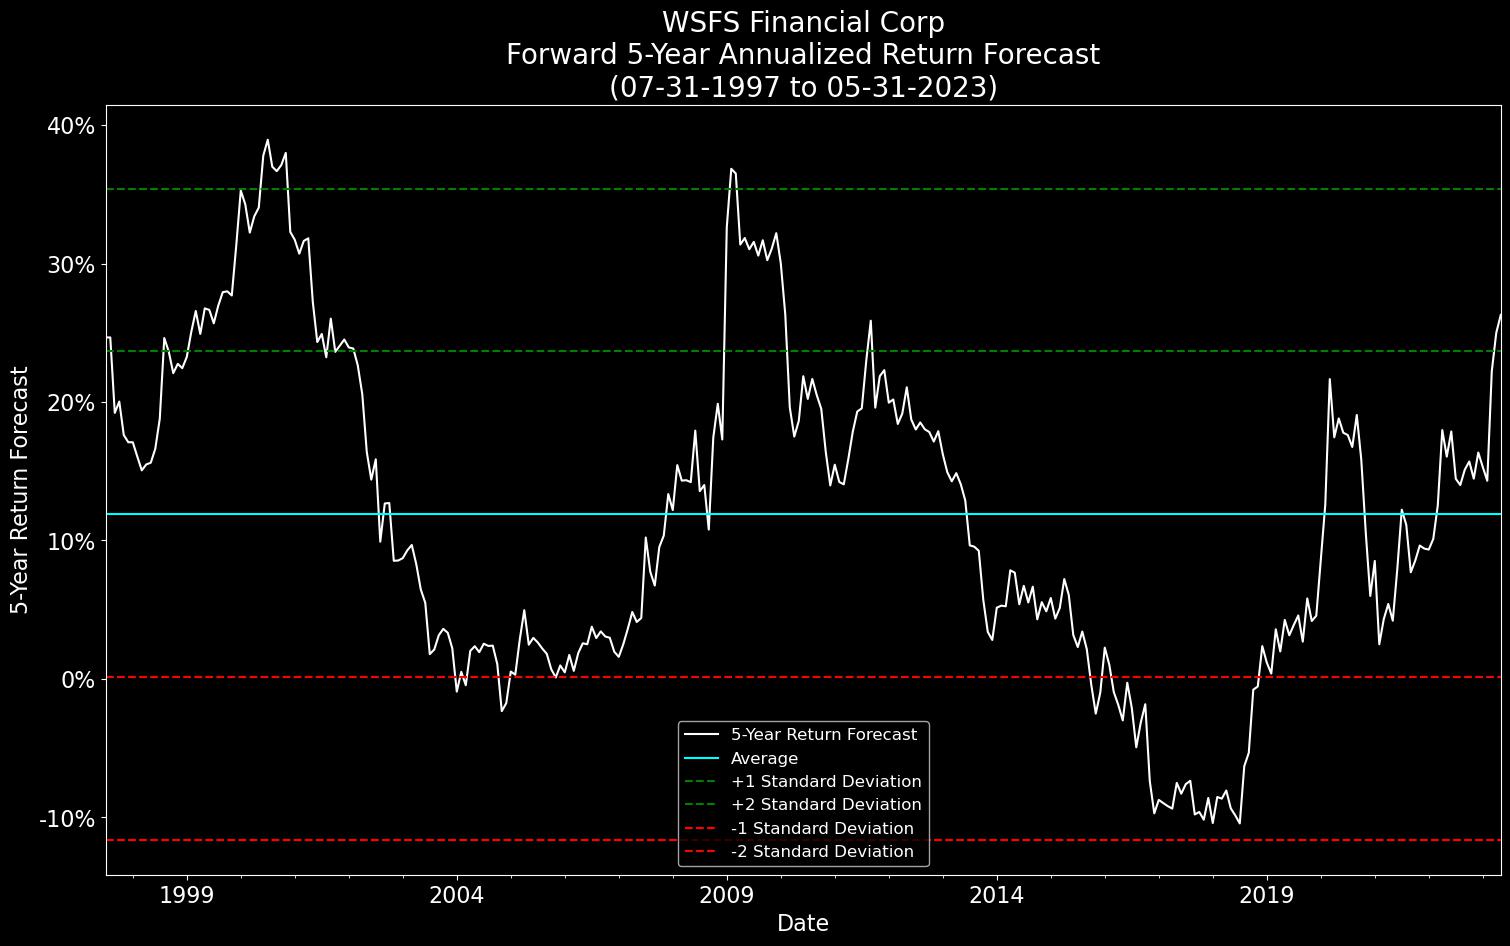 WSFS Financial Corp
Forward 5-Year Annualized Return Forecast
(07-31-1997 to 05-31-2023)
40%
30%
20%
10%
0%
-10%
5-Year Return Forecast
5-Year Return Forecast
Average
+1 Standard Deviation
+2 Standard Deviation
-1 Standard Deviation
-2 Standard Deviation
1999
2004
2009
2014
2019
Date